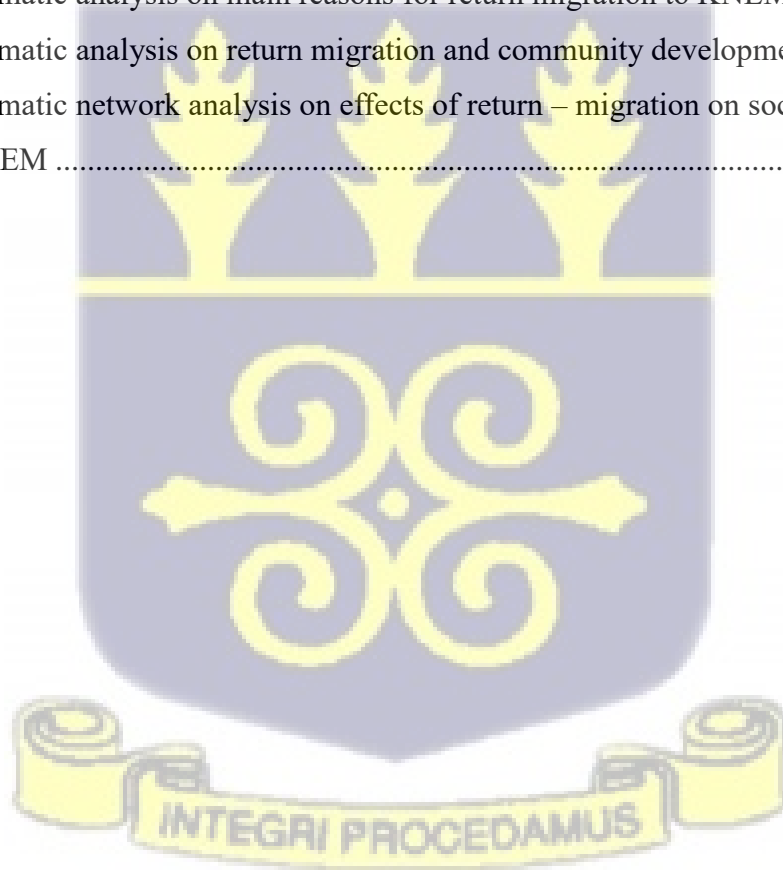 matic analysis on main reasons for return migration to KNEM
matic analysis on return migration and community developme
matic network analysis on effects of return – migration on soc
EM ................................................................................
INTEGRI PROCEDAMUS